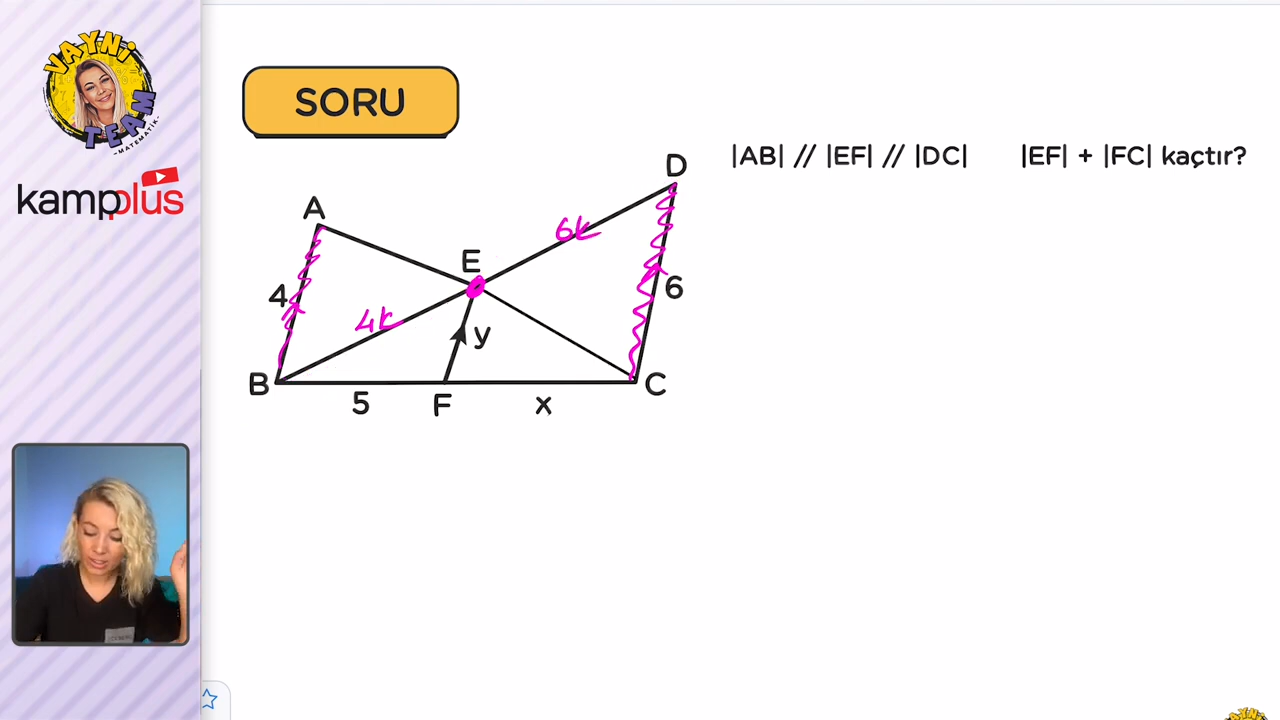 VAYNİ
TEAM
-MATEMATİK-
kampplus
SORU
|AB| // |EF| // |DC|
|EF| + |FC| kaçtır?
D
A
6k
E
4
6
4k
y
B
5
F
x
C